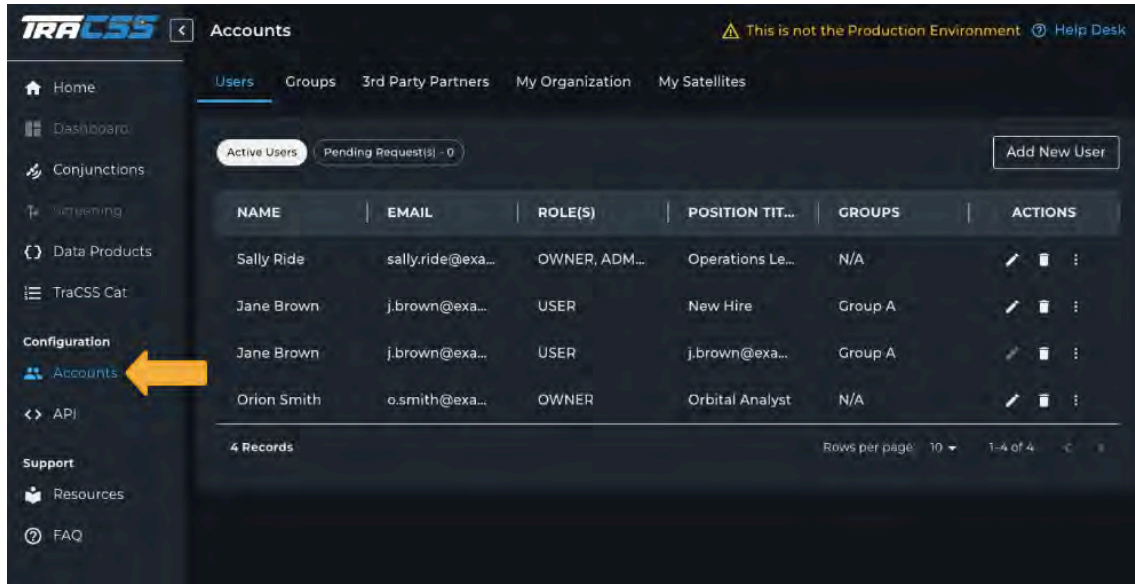 TRACSS
Accounts
This is not the Production Environment
Help Desk
Home
Dashboard
Conjunctions
Screening
Data Products
TraCSS Cat
Configuration
Accounts
API
Support
Resources
FAQ
Users Groups 3rd Party Partners My Organization My Satellites
Active Users Pending Request(s) - 0 Add New User
NAME EMAIL ROLE(S) POSITION TIT... GROUPS ACTIONS
Sally Ride sally.ride@exa... OWNER, ADM... Operations Le... N/A
Jane Brown j.brown@exa... USER New Hire Group A
Jane Brown j.brown@exa... USER j.brown@exa... Group A
Orion Smith o.smith@exa... OWNER Orbital Analyst N/A
4 Records Rows per page: 10 1-4 of 4